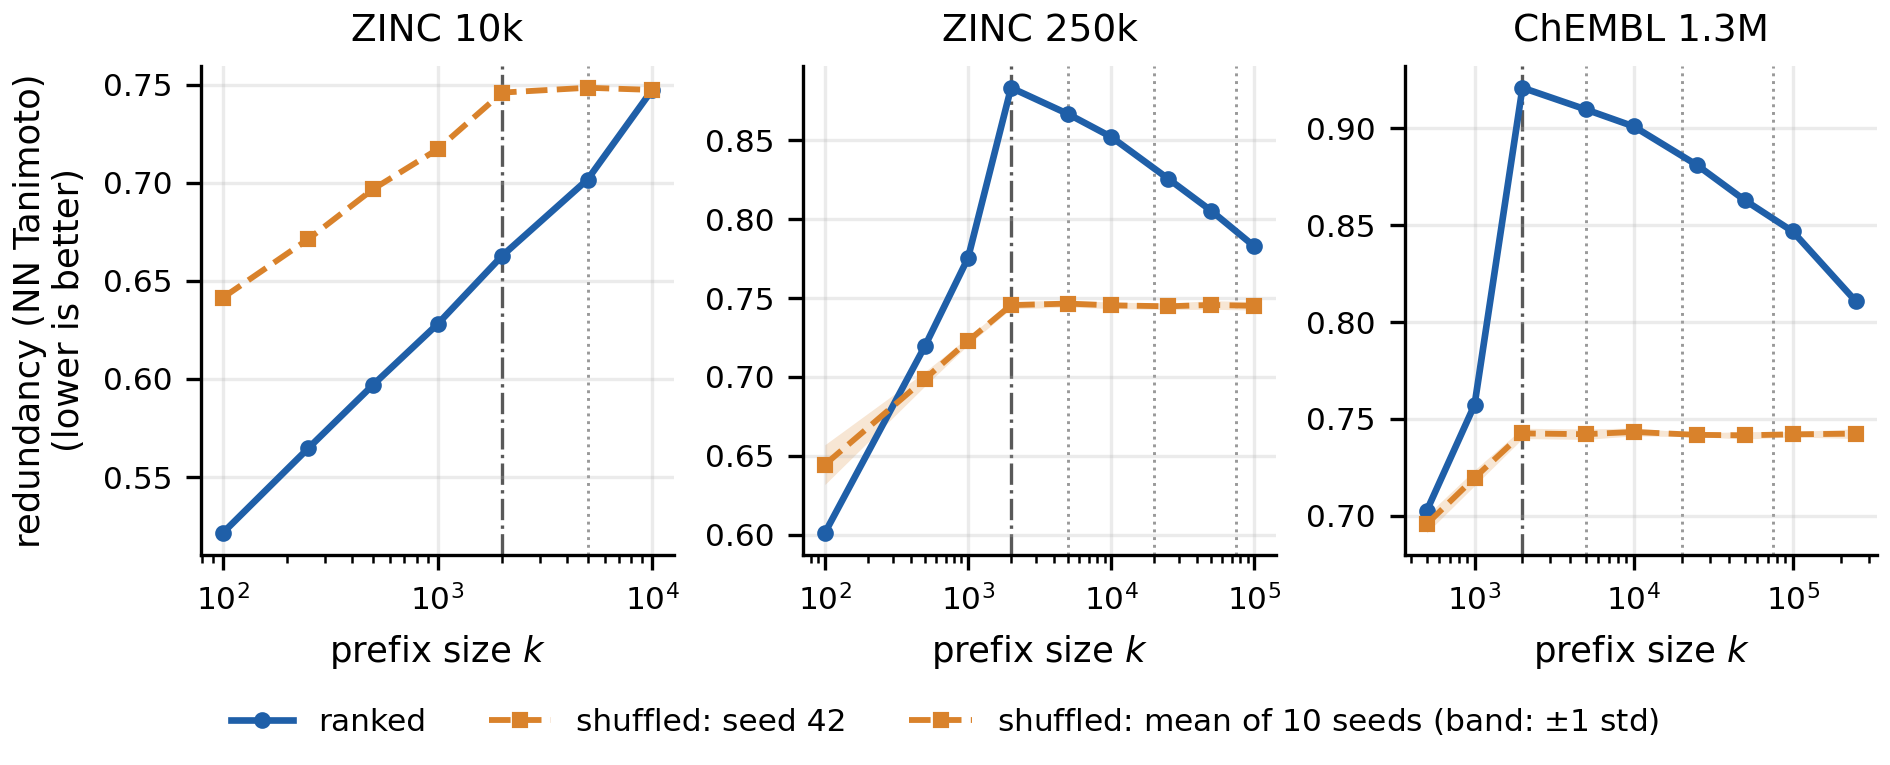 ZINC 10k
ZINC 250k
ChEMBL 1.3M
redundancy (NN Tanimoto)
(lower is better)
0.75
0.70
0.65
0.60
0.55
10²
10³
10⁴
prefix size k
0.85
0.80
0.75
0.70
0.65
0.60
10²
10³
10⁴
10⁵
prefix size k
0.90
0.85
0.80
0.75
0.70
10³
10⁴
10⁵
prefix size k
ranked
shuffled: seed 42
shuffled: mean of 10 seeds (band: ±1 std)